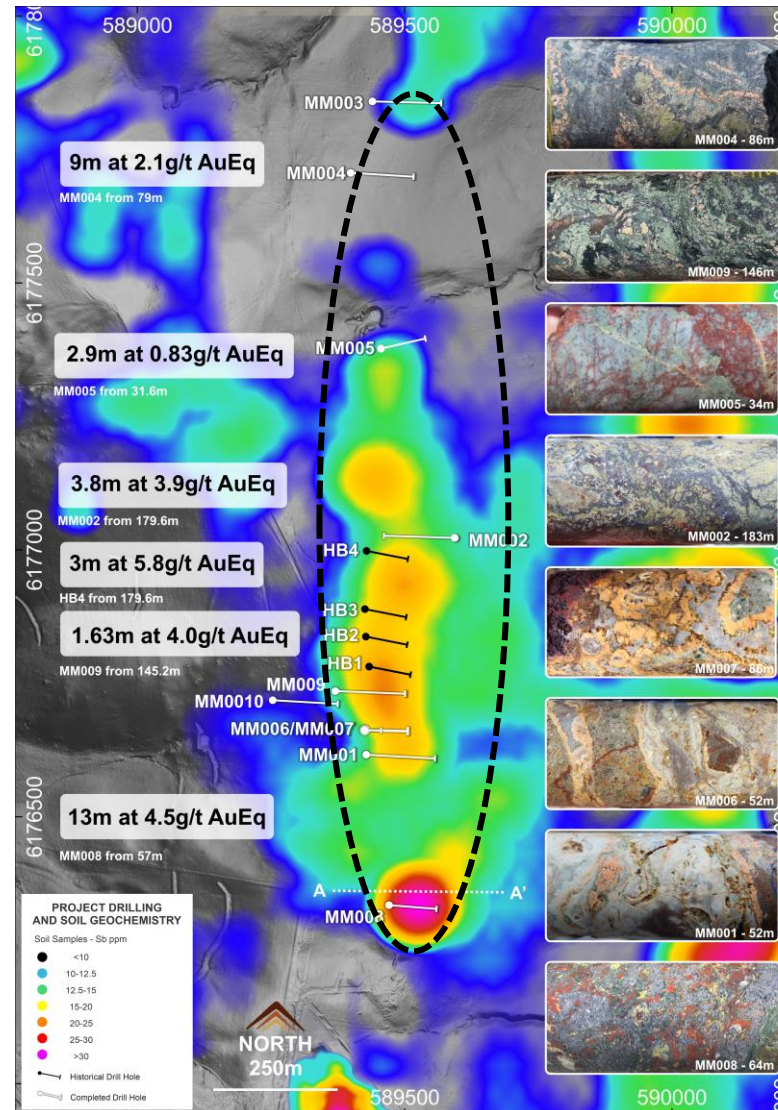 589000
589500
590000
6177500
6177000
6176500
MM003
MM004
9m at 2.1g/t AuEq
MM004 from 79m
MM005
2.9m at 0.83g/t AuEq
MM005 from 31.6m
3.8m at 3.9g/t AuEq
MM002 from 179.6m
MM002
HB4
3m at 5.8g/t AuEq
HB4 from 179.6m
HB3
1.63m at 4.0g/t AuEq
MM009 from 145.2m
HB2
HB1
MM009
MM0010
MM006/MM007
MM001
13m at 4.5g/t AuEq
MM008 from 57m
A
A'
MM008
PROJECT DRILLING
AND SOIL GEOCHEMISTRY
Soil Samples - Sb ppm
<10
10-12.5
12.5-15
15-20
20-25
25-30
>30
Historical Drill Hole
Completed Drill Hole
NORTH
250m
589500
590000
MM004 - 86m
MM009 - 146m
MM005- 34m
MM002 - 183m
MM007 - 86m
MM006 - 52m
MM001 - 52m
MM008 - 64m